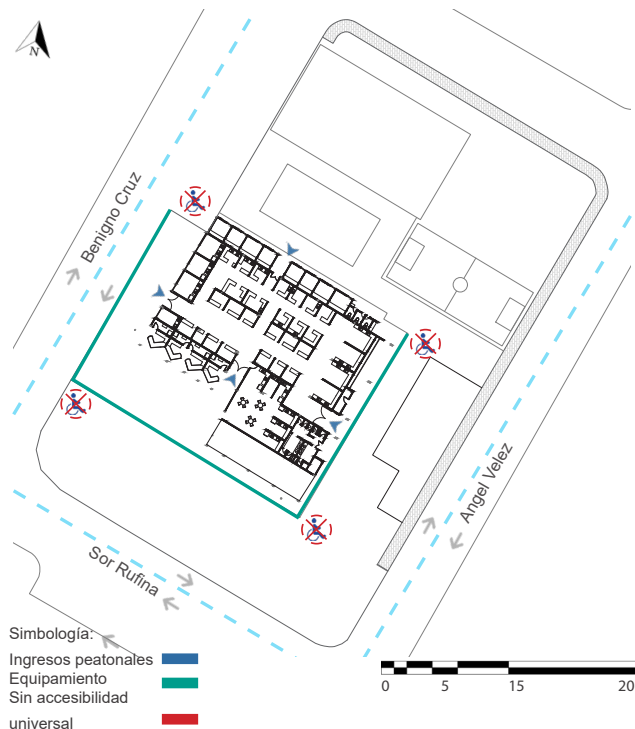 N
Benigno Cruz
Angel Velez
Sor Rufina
Simbología:
Ingresos peatonales
Equipamiento
Sin accesibilidad
universal
0 5 15 20